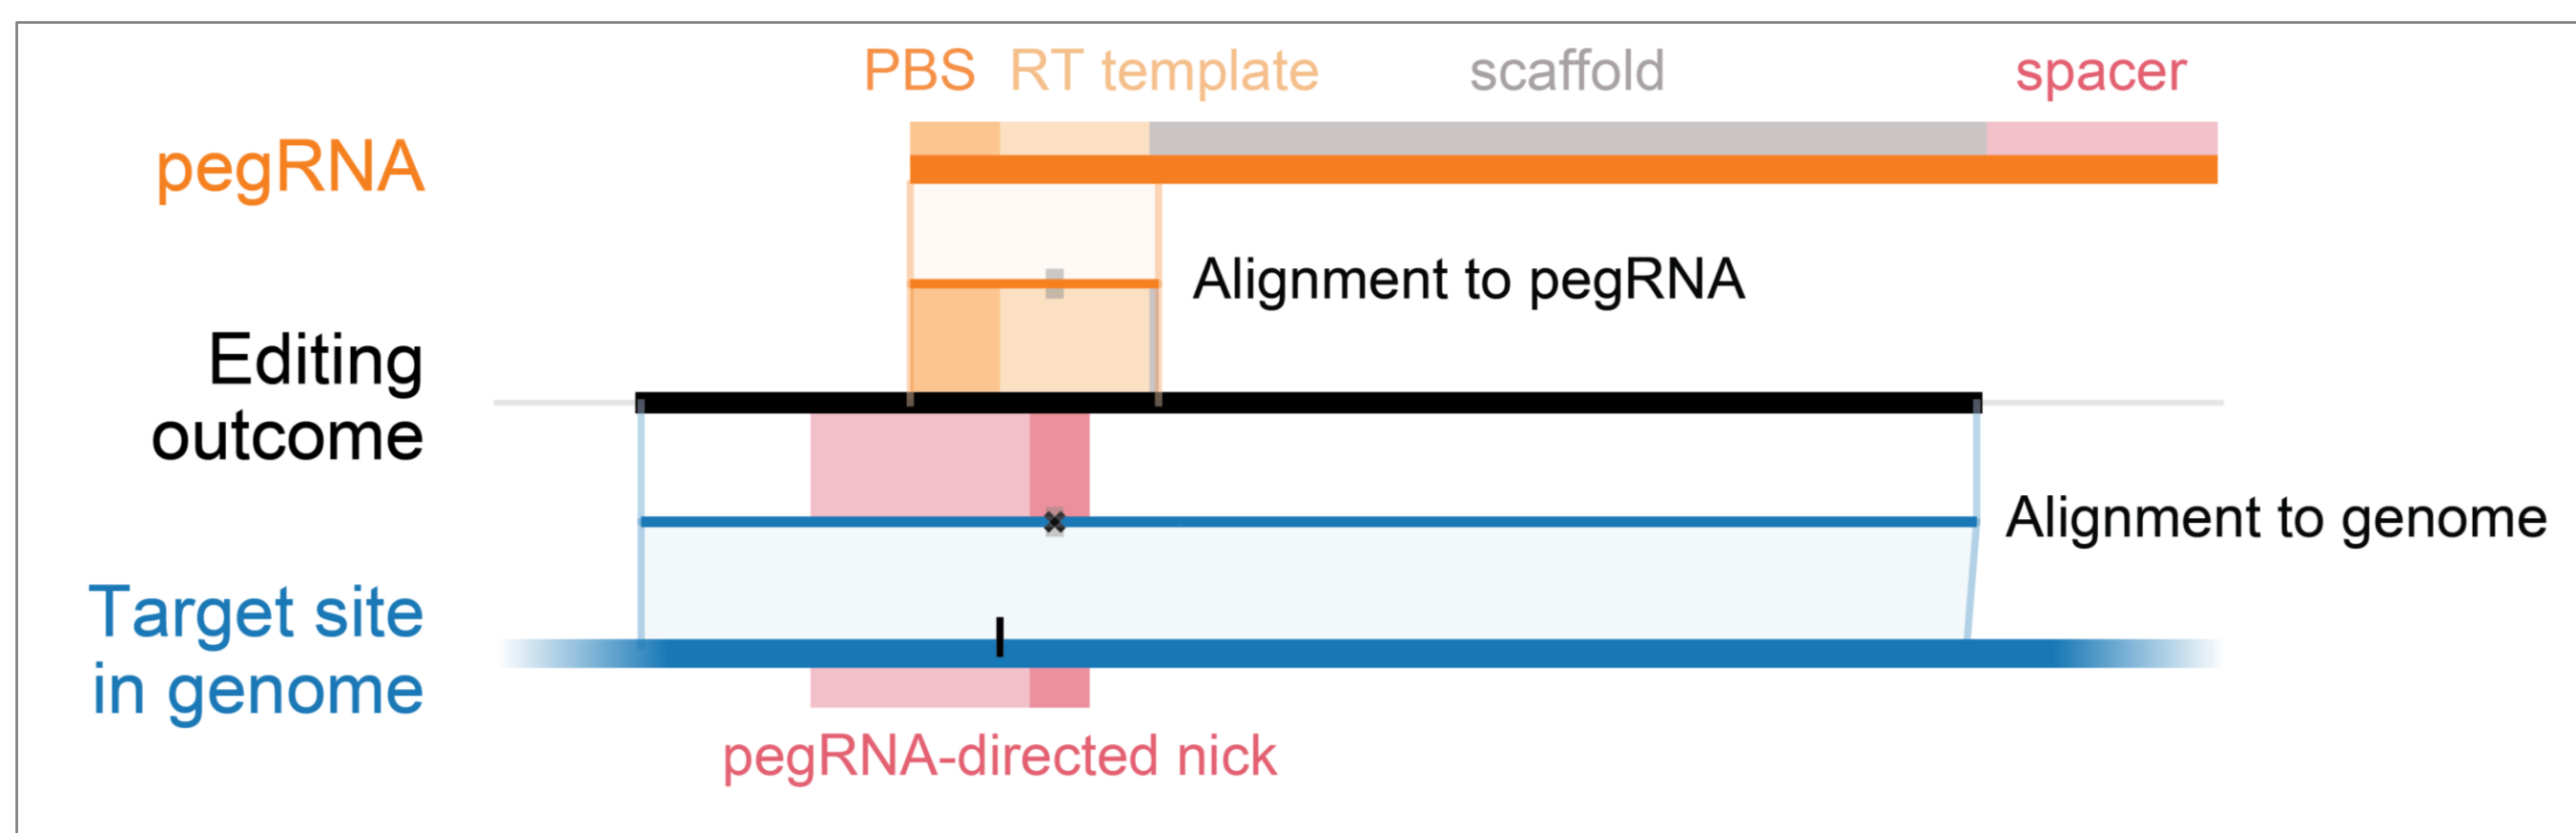 PBS RT template scaffold spacer
pegRNA
Alignment to pegRNA
Editing
outcome
Alignment to genome
Target site
in genome
pegRNA-directed nick